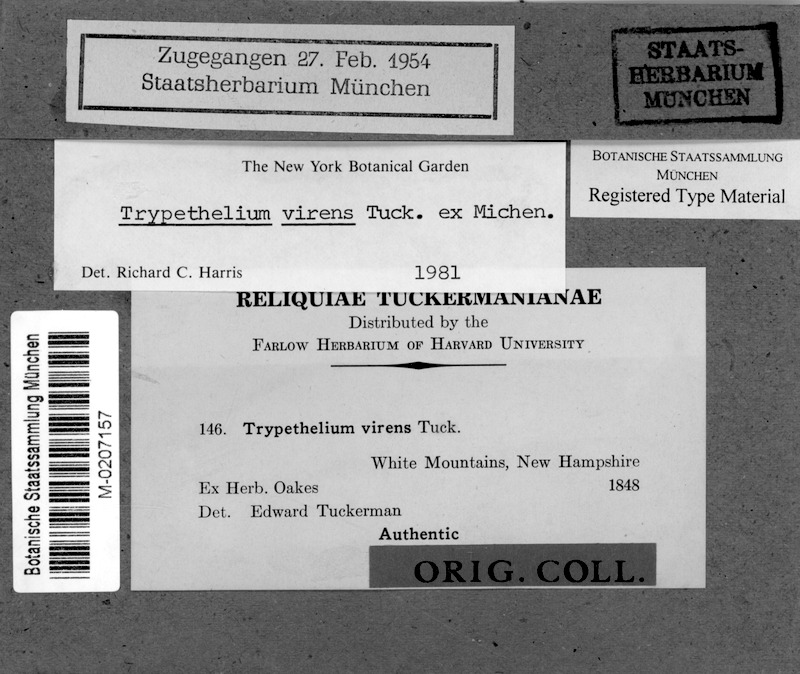 Zugegangen 27. Feb. 1954
Staatsherbarium München
STAATS-
HERBARIUM
MÜNCHEN
BOTANISCHE STAATSSAMMLUNG
MÜNCHEN
Registered Type Material
The New York Botanical Garden
Trypethelium virens Tuck. ex Michen.
Det. Richard C. Harris 1981
RELIQUIAE TUCKERMANIANAE
Distributed by the
FARLOW HERBARIUM OF HARVARD UNIVERSITY
146. Trypethelium virens Tuck.
White Mountains, New Hampshire
Ex Herb. Oakes 1848
Det. Edward Tuckerman
Authentic
ORIG. COLL.
Botanische Staatssammlung München
M-0207157